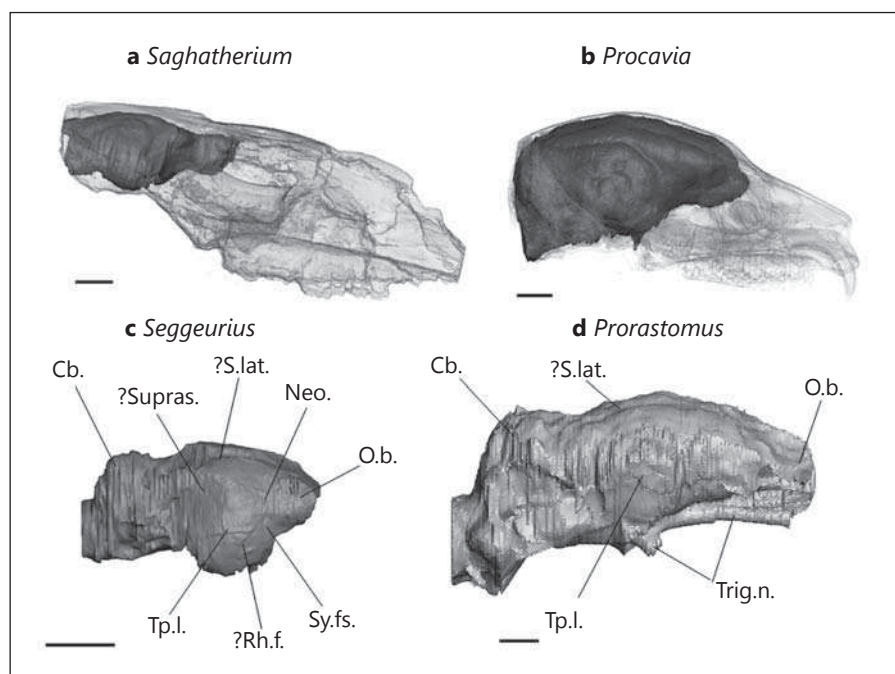 a Saghatherium
b Procavia
c Seggeurius
Cb.
?Supras.
?S.lat.
Neo.
O.b.
Tp.l.
?Rh.f.
Sy.fs.
d Prorastomus
Cb.
?S.lat.
O.b.
Tp.l.
Trig.n.